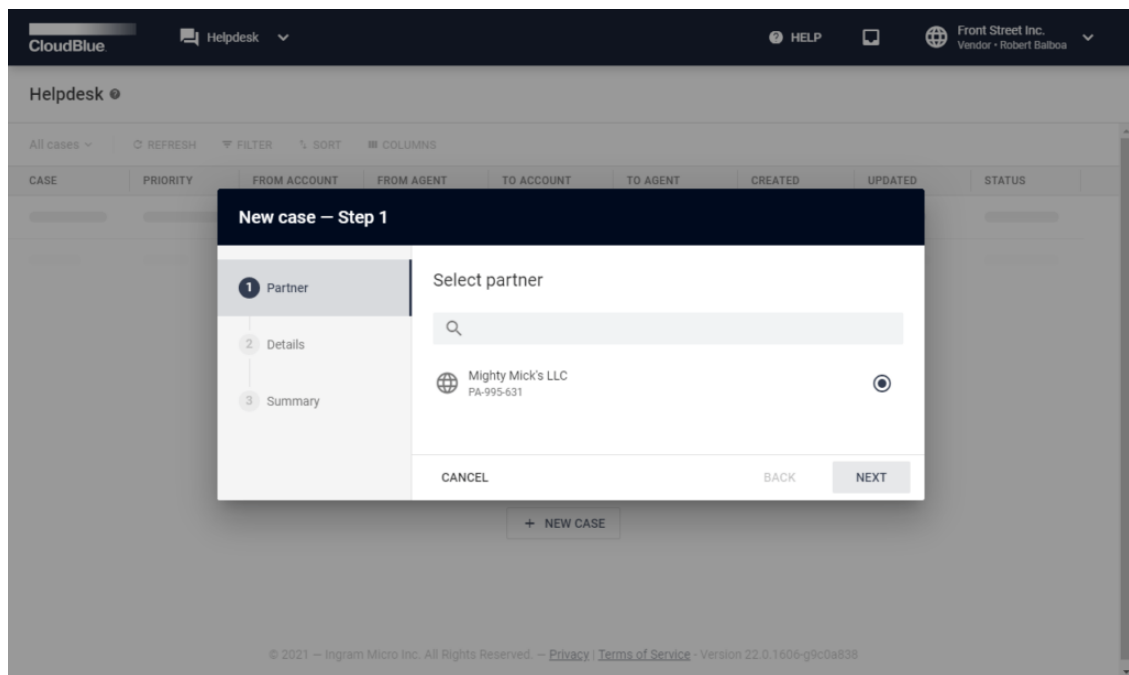 CloudBlue
Helpdesk
HELP
Front Street Inc.
Vendor • Robert Balboa
Helpdesk
All cases
REFRESH
FILTER
SORT
COLUMNS
CASE PRIORITY FROM ACCOUNT FROM AGENT TO ACCOUNT TO AGENT CREATED UPDATED STATUS
New case — Step 1
1 Partner
2 Details
3 Summary
Select partner
Mighty Mick's LLC
PA-995-631
CANCEL
BACK
NEXT
+ NEW CASE
© 2021 — Ingram Micro Inc. All Rights Reserved. — Privacy | Terms of Service - Version 22.0.1606-g9c0a838